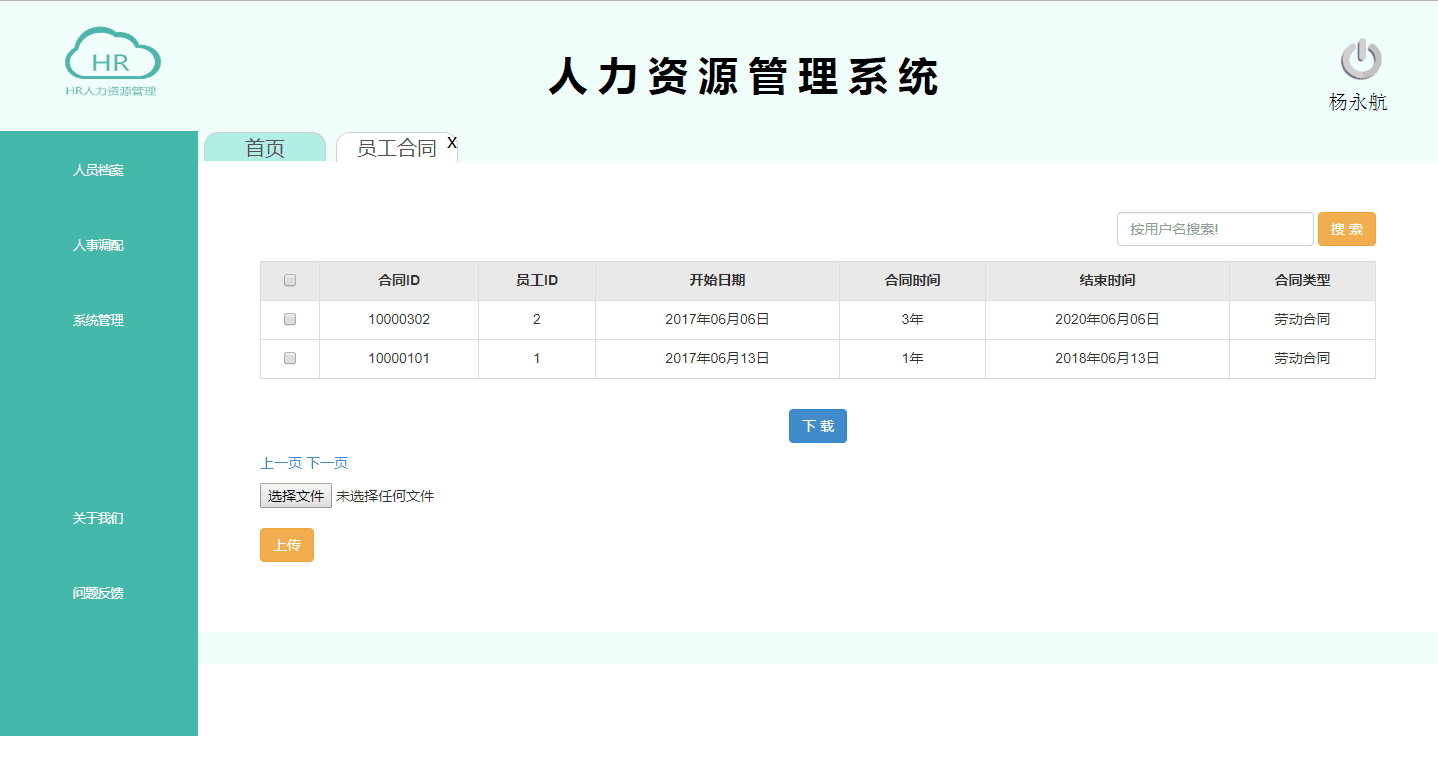 HR
HR人力资源管理
人力资源管理系统
杨永航
首页 员工合同 X
人员档案
人事调配
系统管理
关于我们
问题反馈
按用户名搜索! 搜 索
合同ID 员工ID 开始日期 合同时间 结束时间 合同类型
10000302 2 2017年06月06日 3年 2020年06月06日 劳动合同
10000101 1 2017年06月13日 1年 2018年06月13日 劳动合同
下 载
上一页 下一页
选择文件 未选择任何文件
上传